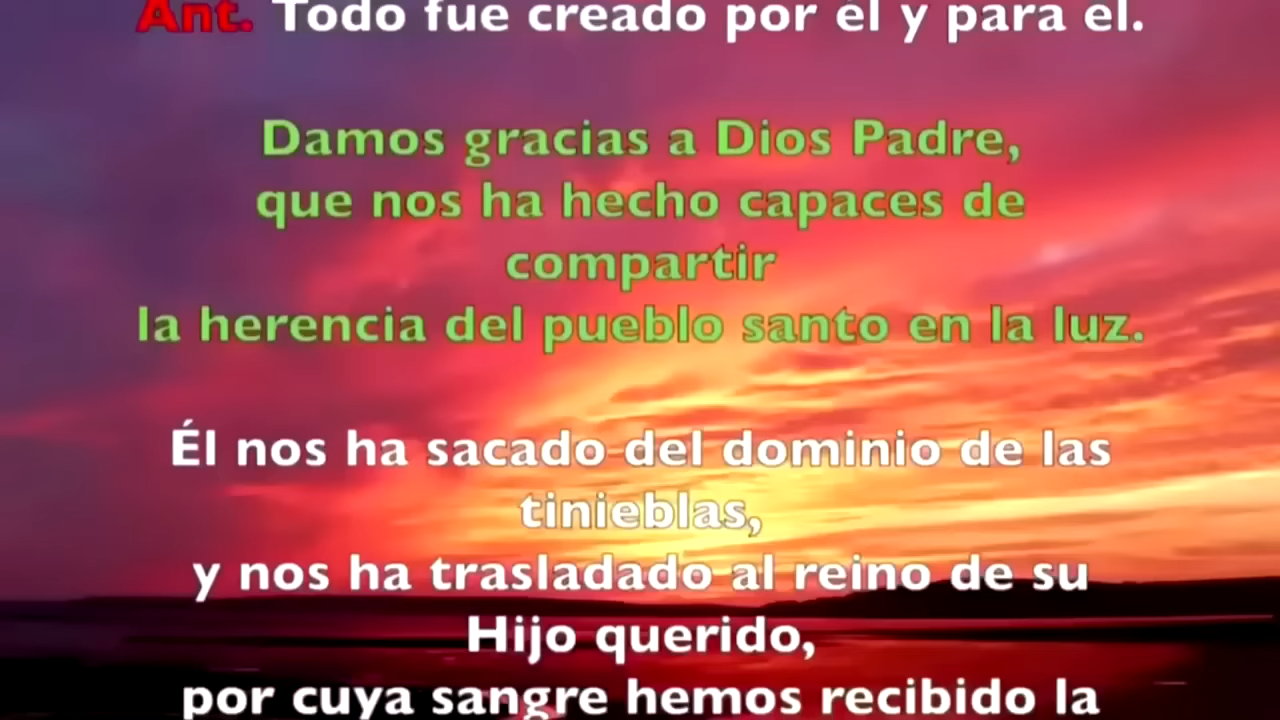 Ant. Todo fue creado por él y para él.
Damos gracias a Dios Padre,
que nos ha hecho capaces de
compartir
la herencia del pueblo santo en la luz.
Él nos ha sacado del dominio de las
tinieblas,
y nos ha trasladado al reino de su
Hijo querido,
por cuya sangre hemos recibido la